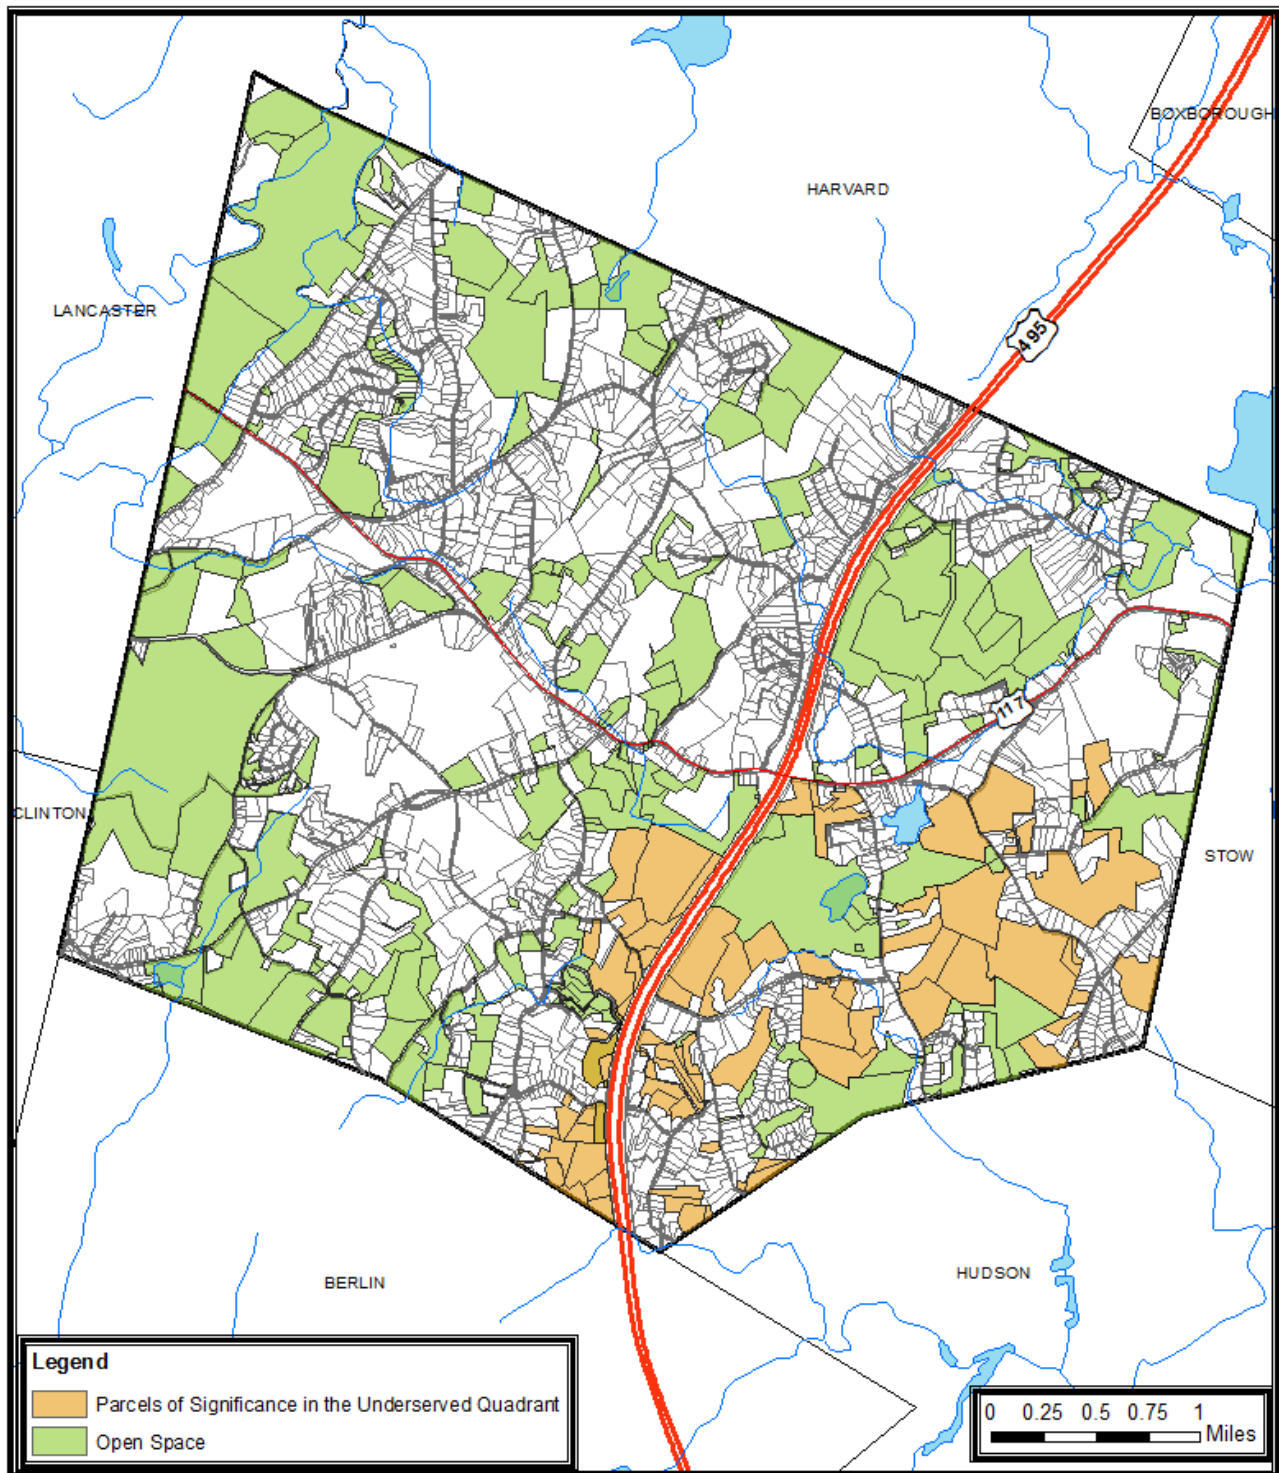 BOXBOROUGH
HARVARD
LANCASTER
495
117
CLINTON
STOW
BERLIN
HUDSON
Legend
Parcels of Significance in the Underserved Quadrant
Open Space
0 0.25 0.5 0.75 1
Miles